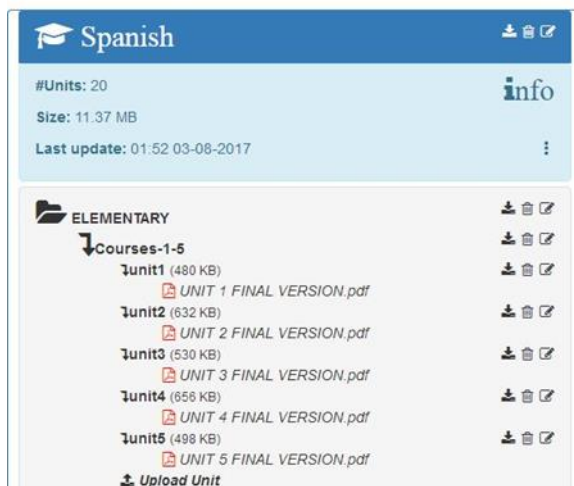 Spanish
#Units: 20
info
Size: 11.37 MB
Last update: 01:52 03-08-2017
ELEMENTARY
Courses-1-5
unit1 (480 KB)
UNIT 1 FINAL VERSION.pdf
unit2 (632 KB)
UNIT 2 FINAL VERSION.pdf
unit3 (530 KB)
UNIT 3 FINAL VERSION.pdf
unit4 (656 KB)
UNIT 4 FINAL VERSION.pdf
unit5 (498 KB)
UNIT 5 FINAL VERSION.pdf
Upload Unit